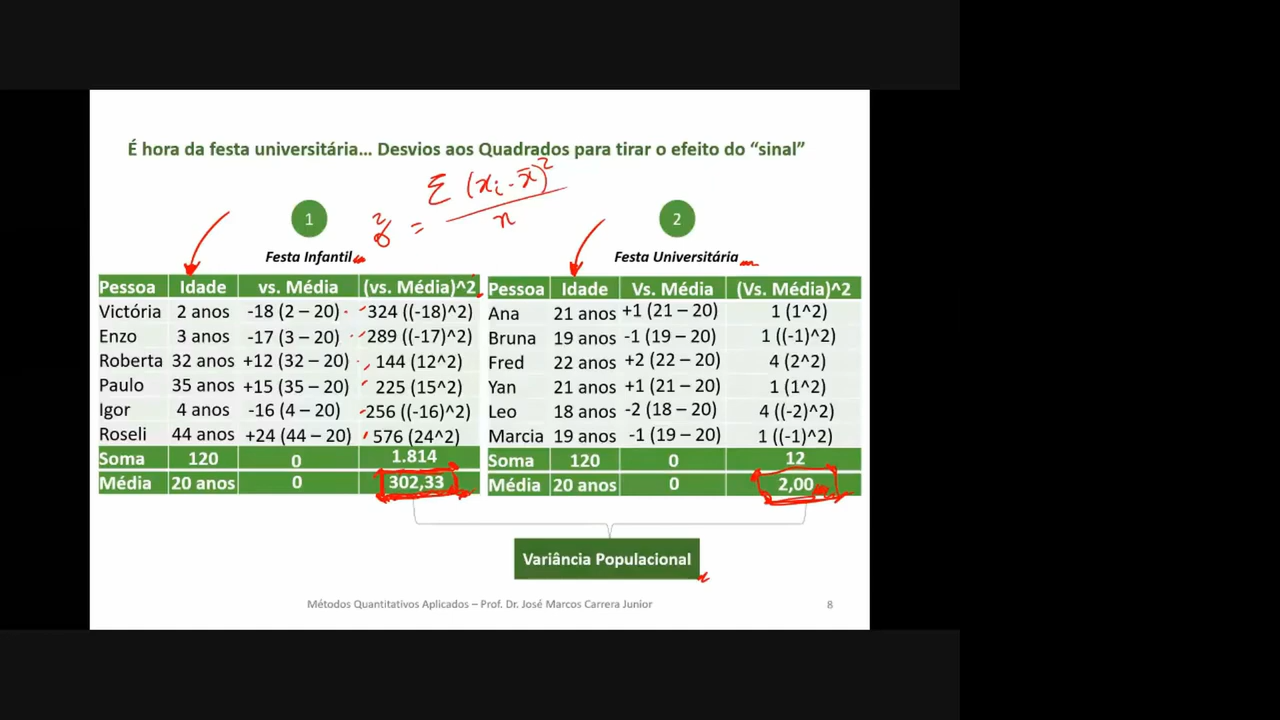 É hora da festa universitária... Desvios aos Quadrados para tirar o efeito do “sinal”
σ² = Σ (xi - x̄)² / n
1
Festa Infantil
Pessoa Idade vs. Média (vs. Média)^2
Victória 2 anos -18 (2 – 20) 324 ((-18)^2)
Enzo 3 anos -17 (3 – 20) 289 ((-17)^2)
Roberta 32 anos +12 (32 – 20) 144 (12^2)
Paulo 35 anos +15 (35 – 20) 225 (15^2)
Igor 4 anos -16 (4 – 20) 256 ((-16)^2)
Roseli 44 anos +24 (44 – 20) 576 (24^2)
Soma 120 0 1.814
Média 20 anos 0 302,33
2
Festa Universitária
Pessoa Idade Vs. Média (Vs. Média)^2
Ana 21 anos +1 (21 – 20) 1 (1^2)
Bruna 19 anos -1 (19 – 20) 1 ((-1)^2)
Fred 22 anos +2 (22 – 20) 4 (2^2)
Yan 21 anos +1 (21 – 20) 1 (1^2)
Leo 18 anos -2 (18 – 20) 4 ((-2)^2)
Marcia 19 anos -1 (19 – 20) 1 ((-1)^2)
Soma 120 0 12
Média 20 anos 0 2,00
Variância Populacional
Métodos Quantitativos Aplicados – Prof. Dr. José Marcos Carrera Junior
8